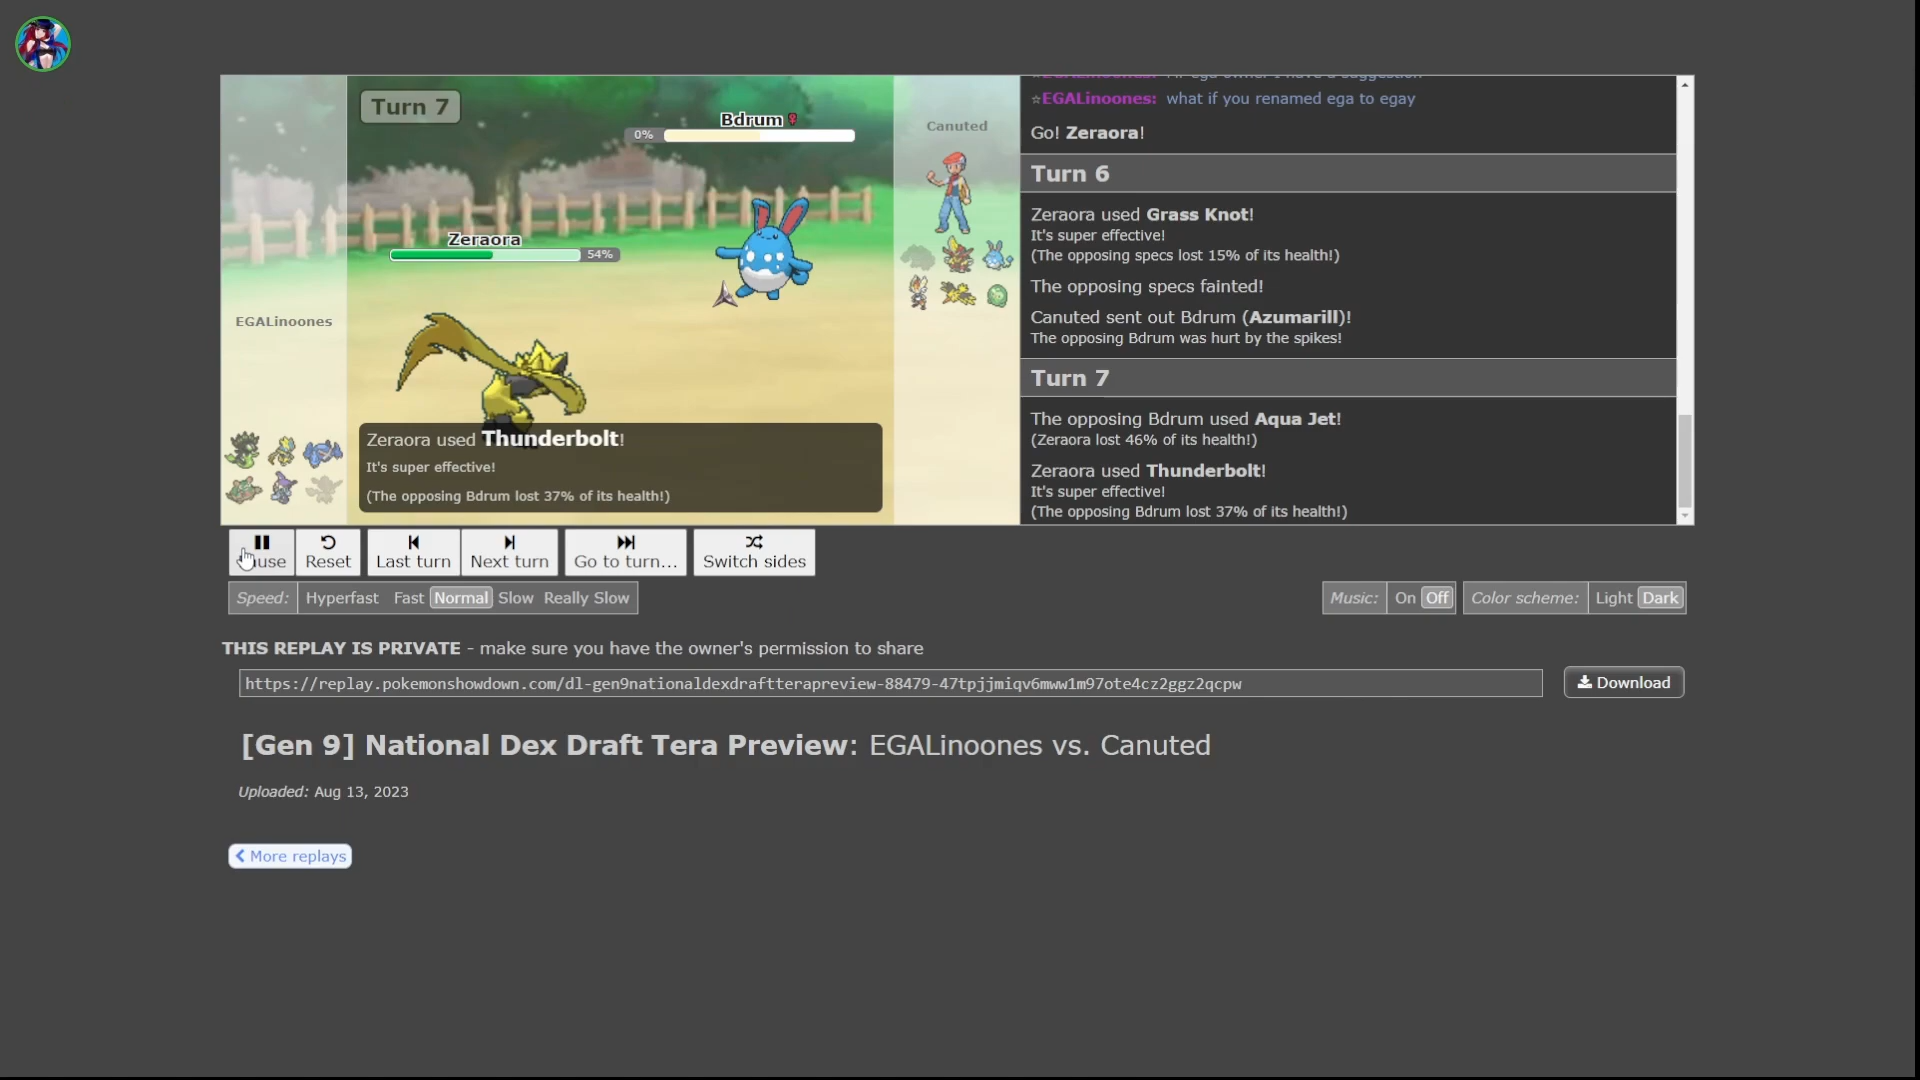 Turn 7
Bdrum
0%
Zeraora
54%
EGALinoones
Canuted
Zeraora used Thunderbolt!
It's super effective!
(The opposing Bdrum lost 37% of its health!)
☆EGALinoones: what if you renamed ega to egay
Go! Zeraora!
Turn 6
Zeraora used Grass Knot!
It's super effective!
(The opposing specs lost 15% of its health!)
The opposing specs fainted!
Canuted sent out Bdrum (Azumarill)!
The opposing Bdrum was hurt by the spikes!
Turn 7
The opposing Bdrum used Aqua Jet!
(Zeraora lost 46% of its health!)
Zeraora used Thunderbolt!
It's super effective!
(The opposing Bdrum lost 37% of its health!)
Reset
Last turn
Next turn
Go to turn...
Switch sides
Speed: Hyperfast Fast Normal Slow Really Slow
Music: On Off
Color scheme: Light Dark
THIS REPLAY IS PRIVATE - make sure you have the owner's permission to share
https://replay.pokemonshowdown.com/dl-gen9nationaldexdraftterapreview-88479-47tpjjmiqv6mww1m97ote4cz2ggz2qcpw
Download
[Gen 9] National Dex Draft Tera Preview: EGALinoones vs. Canuted
Uploaded: Aug 13, 2023
More replays